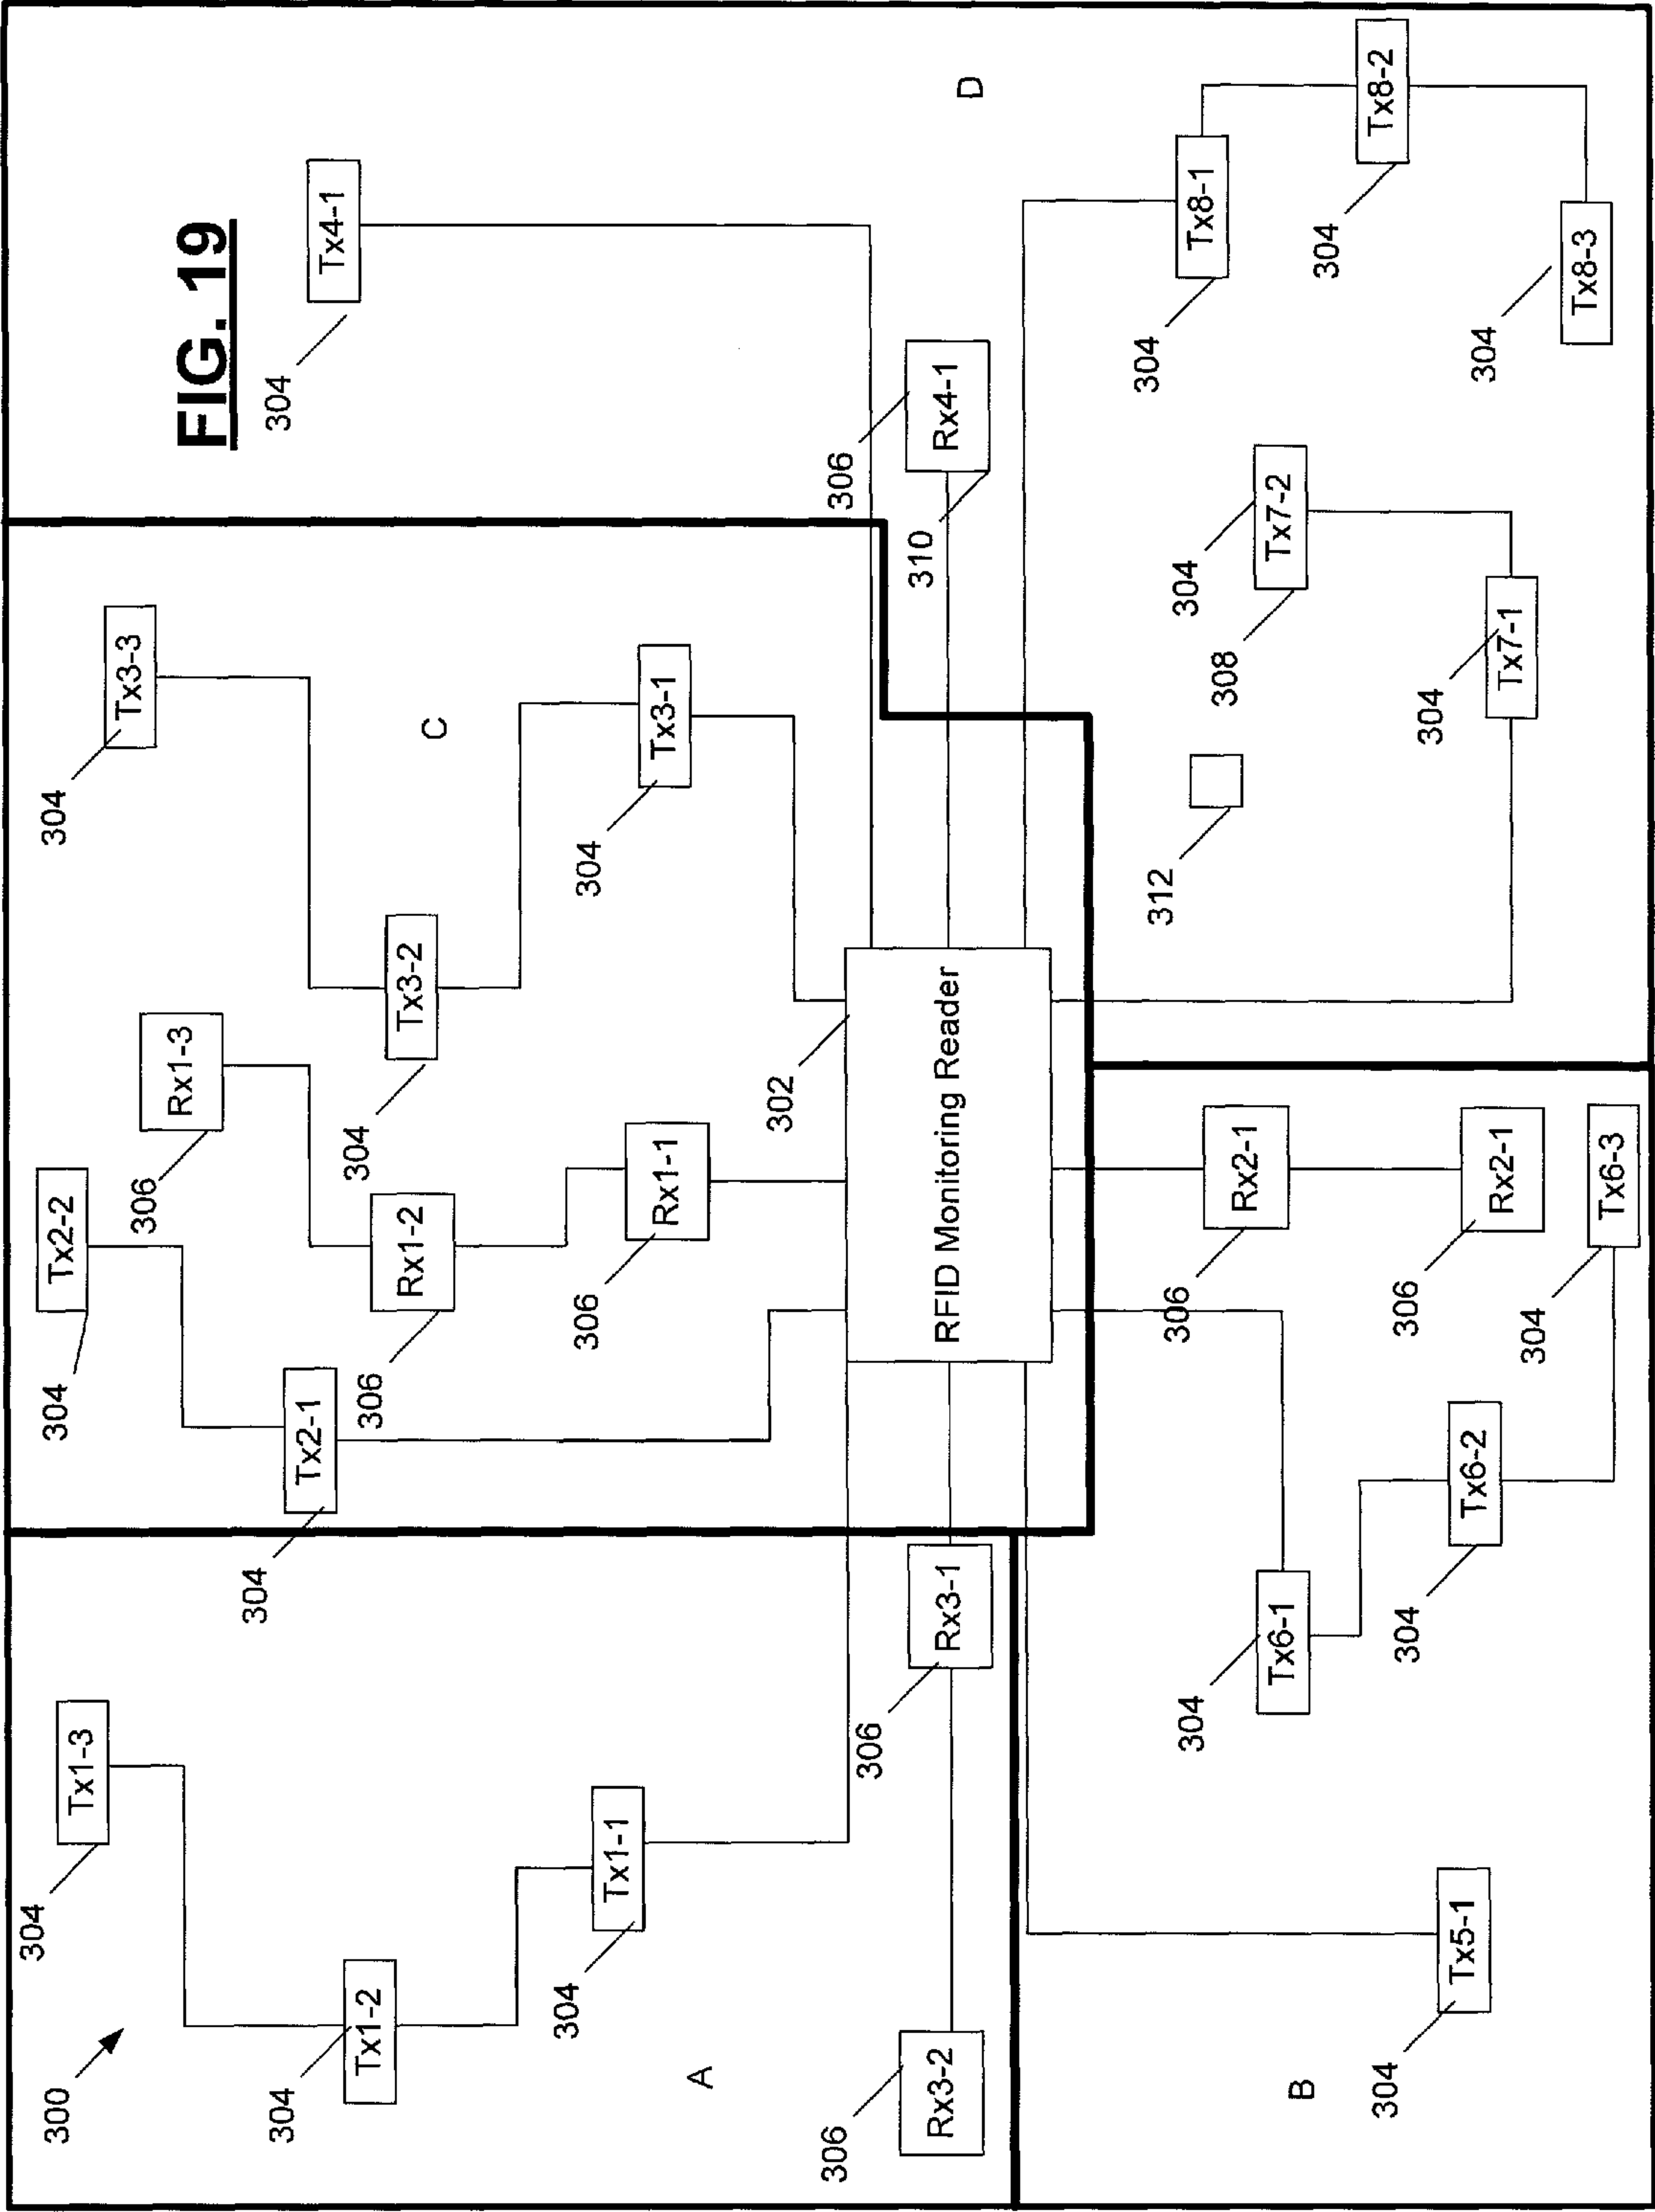 304
300
304
304
Tx2-2
Tx1-3
Tx3-3
306
Rx1-3
FIG. 19
304
304
304
Tx2-1
Tx4-1
304
Tx1-2
306
Rx1-2
Tx3-2
C
304
306
304
Tx1-1
Rx1-1
Tx3-1
A
302
306
306
306
310
Rx3-2
Rx3-1
RFID Monitoring Reader
Rx4-1
D
304
312
306
304
304
Tx8-1
308
Rx2-1
Tx6-1
Tx7-2
B
304
304
Tx8-2
304
306
304
Tx5-1
Tx6-2
304
Rx2-1
Tx7-1
304
Tx8-3
Tx6-3